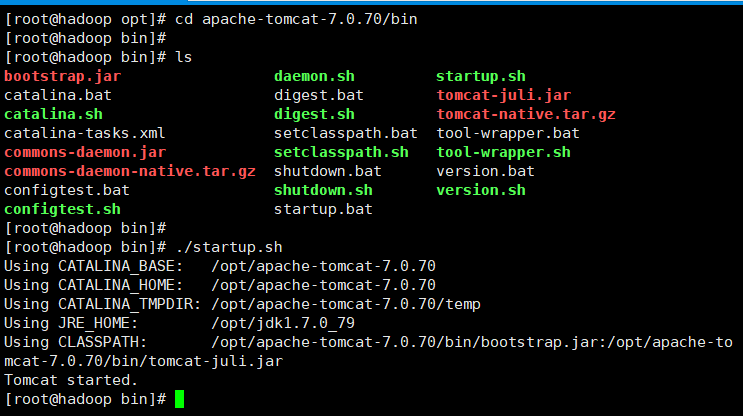 [root@hadoop opt]# cd apache-tomcat-7.0.70/bin
[root@hadoop bin]#
[root@hadoop bin]# ls
bootstrap.jar                 daemon.sh         startup.sh
catalina.bat                  digest.bat        tomcat-juli.jar
catalina.sh                   digest.sh         tomcat-native.tar.gz
catalina-tasks.xml            setclasspath.bat  tool-wrapper.bat
commons-daemon.jar            setclasspath.sh   tool-wrapper.sh
commons-daemon-native.tar.gz  shutdown.bat      version.bat
configtest.bat                shutdown.sh       version.sh
configtest.sh                 startup.bat
[root@hadoop bin]#
[root@hadoop bin]# ./startup.sh
Using CATALINA_BASE:   /opt/apache-tomcat-7.0.70
Using CATALINA_HOME:   /opt/apache-tomcat-7.0.70
Using CATALINA_TMPDIR: /opt/apache-tomcat-7.0.70/temp
Using JRE_HOME:        /opt/jdk1.7.0_79
Using CLASSPATH:       /opt/apache-tomcat-7.0.70/bin/bootstrap.jar:/opt/apache-to
mcat-7.0.70/bin/tomcat-juli.jar
Tomcat started.
[root@hadoop bin]#